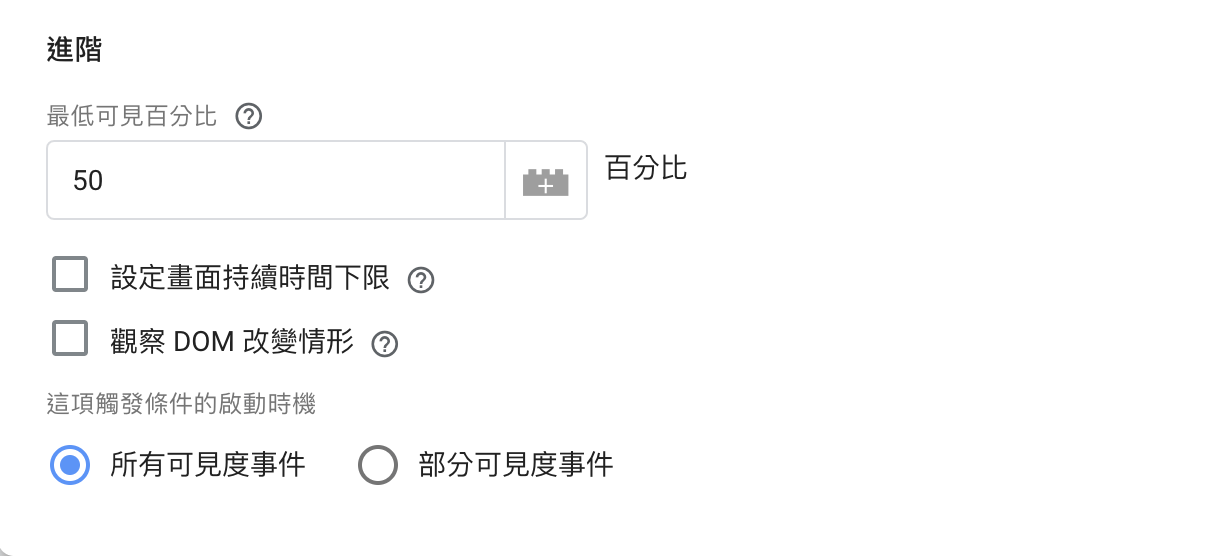 進階
最低可見百分比
50 百分比
設定畫面持續時間下限
觀察 DOM 改變情形
這項觸發條件的啟動時機
所有可見度事件 部分可見度事件